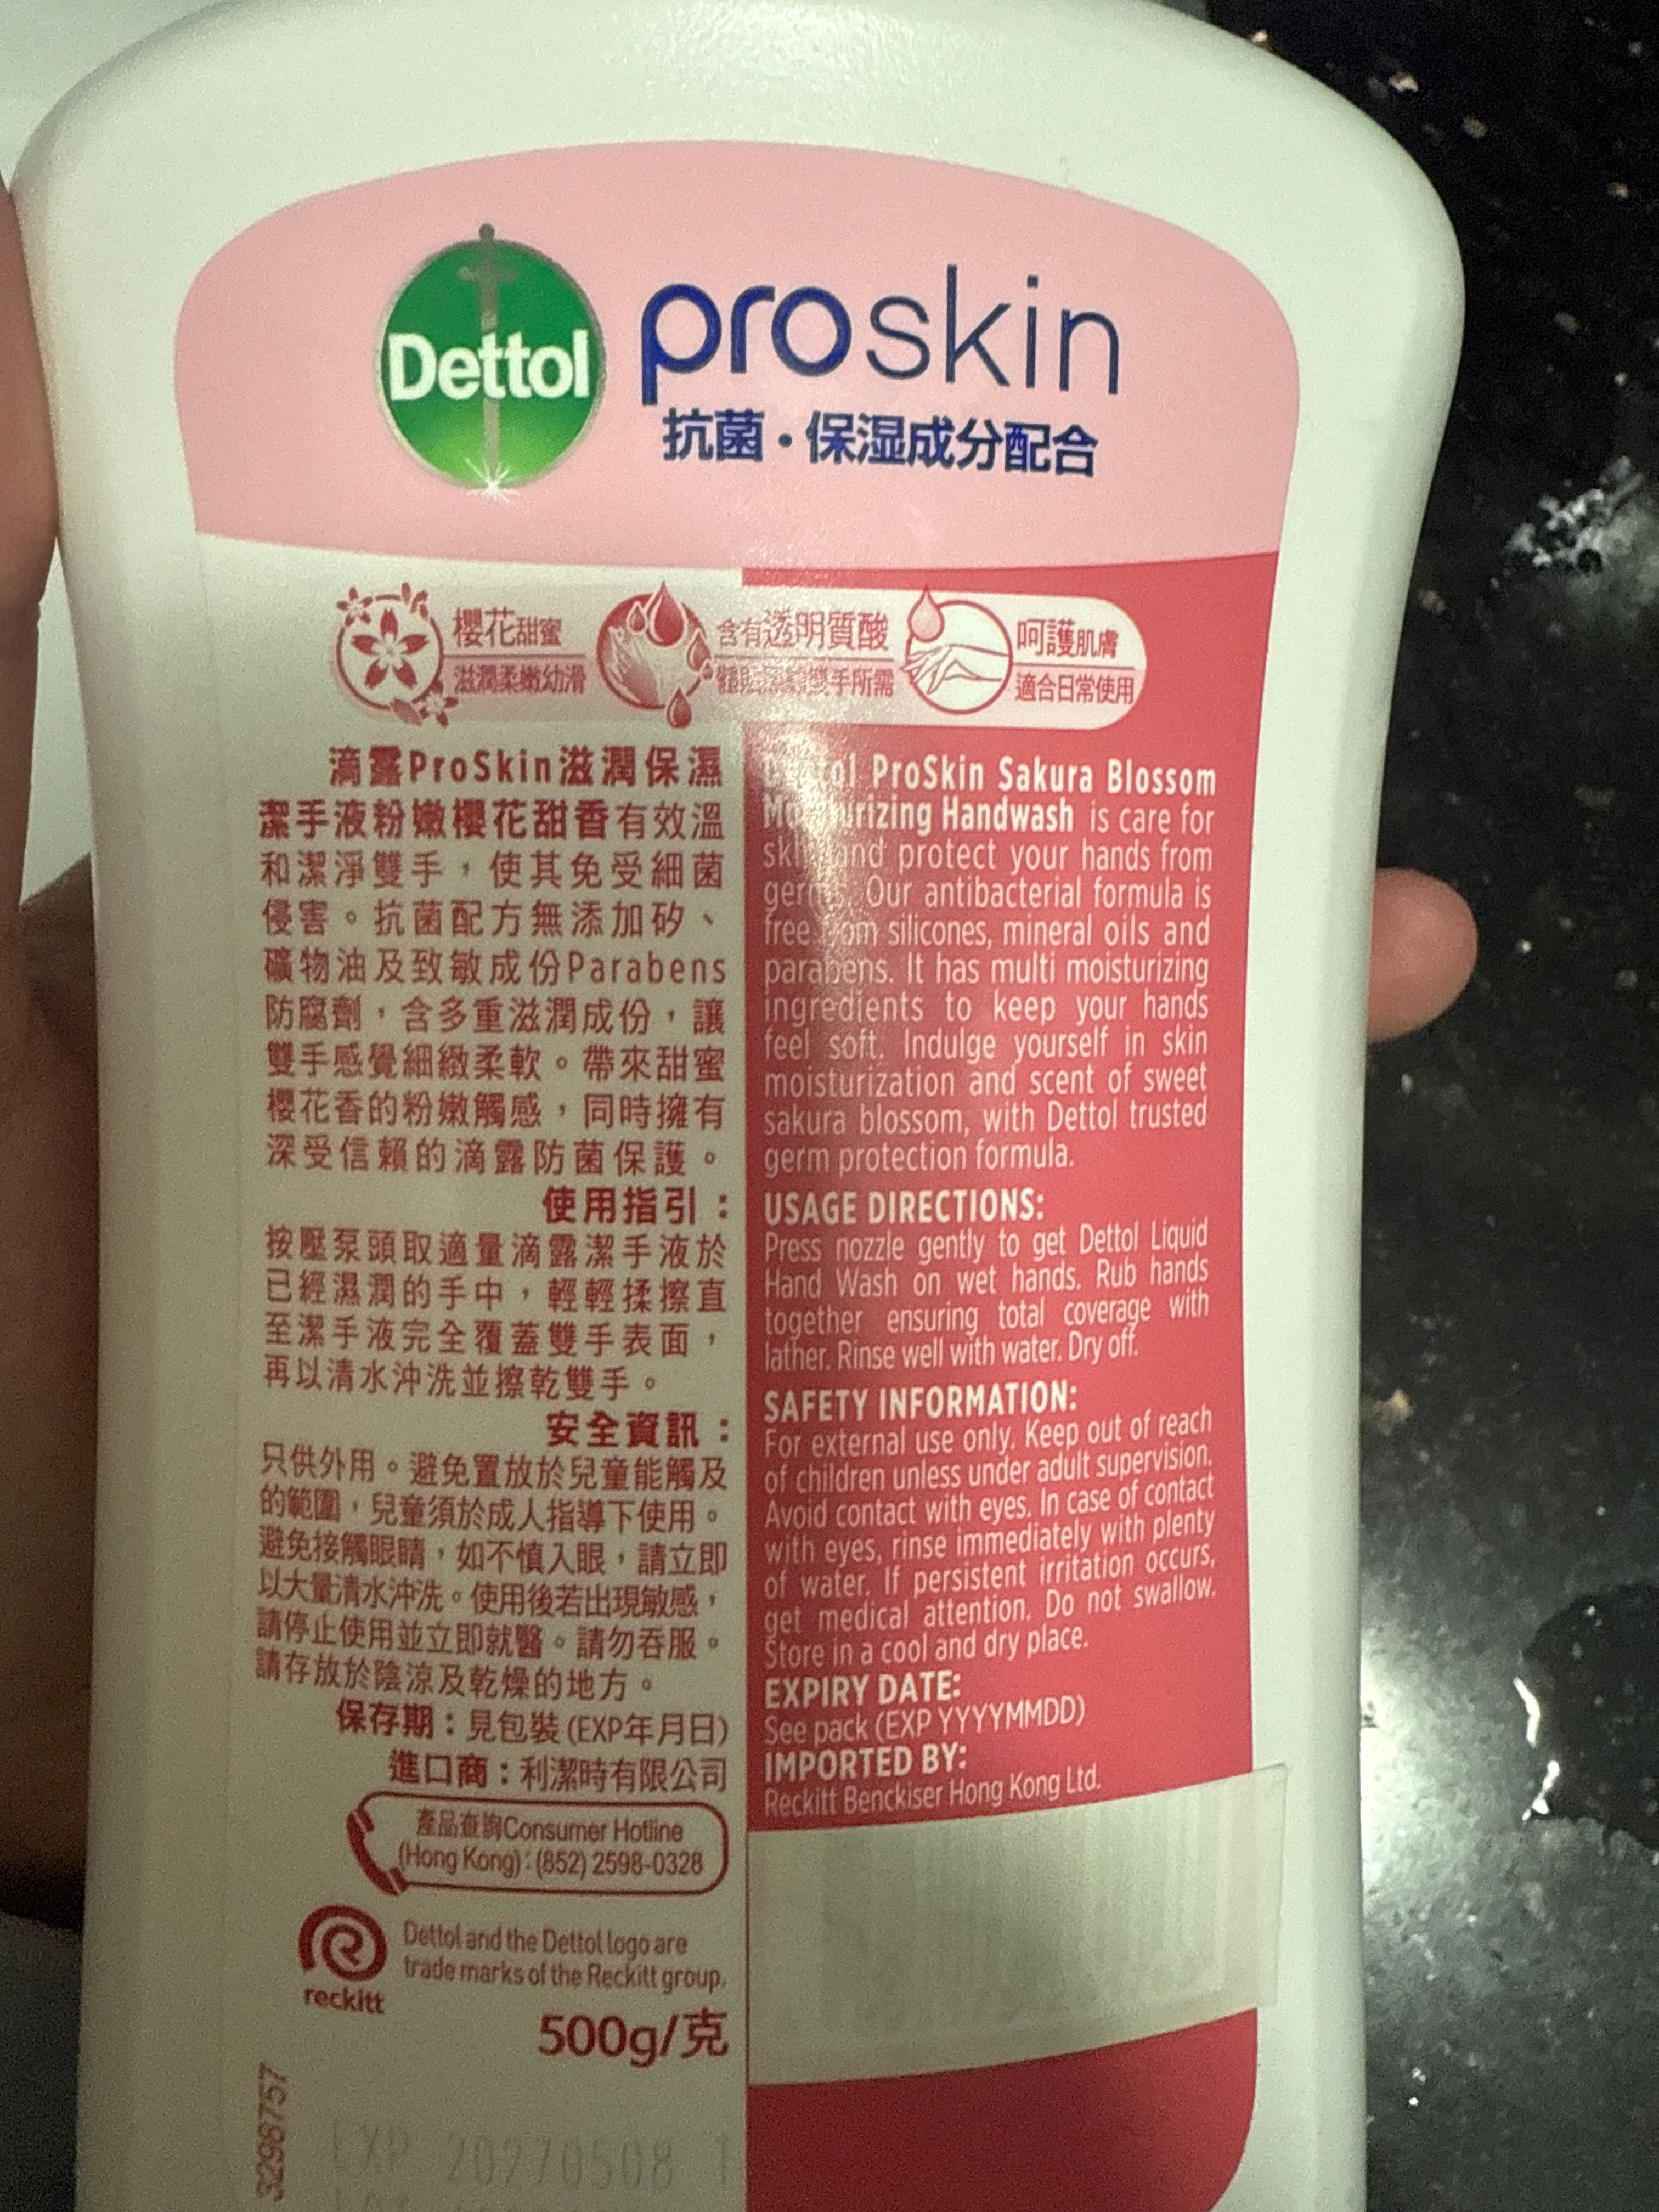 Dettol
proskin
抗菌・保湿成分配合
櫻花甜蜜
滋潤柔嫩幼滑
含有透明質酸
雙手所需
呵護肌膚
適合日常使用
滴露ProSkin滋潤保濕
潔手液粉嫩櫻花甜香有效溫
和潔淨雙手，使其免受細菌
侵害。抗菌配方無添加矽、
礦物油及致敏成份Parabens
防腐劑，含多重滋潤成份，讓
雙手感覺細緻柔軟。帶來甜蜜
櫻花香的粉嫩觸感，同時擁有
深受信賴的滴露防菌保護。
使用指引：
按壓泵頭取適量滴露潔手液於
已經濕潤的手中，輕輕揉擦直
至潔手液完全覆蓋雙手表面，
再以清水沖洗並擦乾雙手。
安全資訊：
只供外用。避免置放於兒童能觸及
的範圍，兒童須於成人指導下使用。
避免接觸眼睛，如不慎入眼，請立即
以大量清水沖洗。使用後若出現敏感，
請停止使用並立即就醫。請勿吞服。
請存放於陰涼及乾燥的地方。
保存期：見包裝 (EXP年月日)
進口商：利潔時有限公司
產品查詢Consumer Hotline
(Hong Kong) : (852) 2598-0328
reckitt
Dettol and the Dettol logo are
trade marks of the Reckitt group.
500g/克
3298757
EXP 20270508
ProSkin Sakura Blossom
Moisturizing Handwash is care for
skin and protect your hands from
germs. Our antibacterial formula is
free from silicones, mineral oils and
parabens. It has multi moisturizing
ingredients to keep your hands
feel soft. Indulge yourself in skin
moisturization and scent of sweet
sakura blossom, with Dettol trusted
germ protection formula.
USAGE DIRECTIONS:
Press nozzle gently to get Dettol Liquid
Hand Wash on wet hands. Rub hands
together ensuring total coverage with
lather. Rinse well with water. Dry off.
SAFETY INFORMATION:
For external use only. Keep out of reach
of children unless under adult supervision.
Avoid contact with eyes. In case of contact
with eyes, rinse immediately with plenty
of water. If persistent irritation occurs,
get medical attention. Do not swallow.
Store in a cool and dry place.
EXPIRY DATE:
See pack (EXP YYYYMMDD)
IMPORTED BY:
Reckitt Benckiser Hong Kong Ltd.